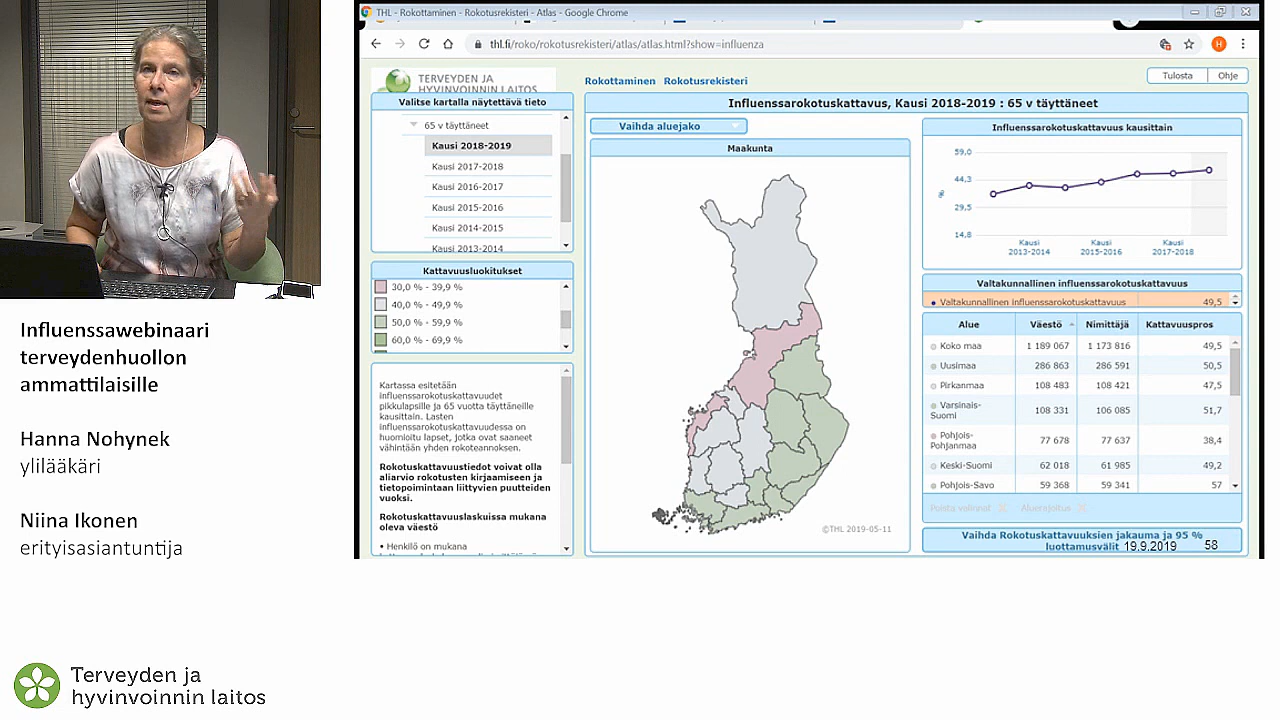 THL - Rokottaminen - Rokotusrekisteri - Atlas - Google Chrome
thl.fi/roko/rokotusrekisteri/atlas/atlas.html?show=influenza
H
TERVEYDEN JA
HYVINVOINNIN LAITOS
Rokottaminen Rokotusrekisteri
Tulosta Ohje
Valitse kartalla näytettävä tieto
65 v täyttäneet
Kausi 2018-2019
Kausi 2017-2018
Kausi 2016-2017
Kausi 2015-2016
Kausi 2014-2015
Kausi 2013-2014
Kattavuusluokitukset
30,0 % - 39,9 %
40,0 % - 49,9 %
50,0 % - 59,9 %
60,0 % - 69,9 %
Kartassa esitetään
influenssarokotuskattavuudet
pikkulapsille ja 65 vuotta täyttäneille
kausittain. Lasten
influenssarokotuskattavuudessa on
huomioitu lapset, jotka ovat saaneet
vähintään yhden rokoteannoksen.
Rokotuskattavuustiedot voivat olla
aliarvio rokotusten kirjaamiseen ja
tietopoimintaan liittyvien puutteiden
vuoksi.
Rokotuskattavuuslaskuissa mukana
oleva väestö
• Henkilö on mukana
Influenssarokotuskattavuus, Kausi 2018-2019 : 65 v täyttäneet
Vaihda aluejako
Maakunta
©THL 2019-05-11
Influenssarokotuskattavuus kausittain
59,0
44,3
29,5
14,8
%
Kausi 2013-2014
Kausi 2015-2016
Kausi 2017-2018
Valtakunnallinen influenssarokotuskattavuus
Valtakunnallinen influenssarokotuskattavuus 49,5
Alue Väestö Nimittäjä Kattavuuspros
Koko maa 1 189 067 1 173 816 49,5
Uusimaa 286 863 286 591 50,5
Pirkanmaa 108 483 108 421 47,5
Varsinais-
Suomi 108 331 106 085 51,7
Pohjois-
Pohjanmaa 77 678 77 637 38,4
Keski-Suomi 62 018 61 985 49,2
Pohjois-Savo 59 368 59 341 57
Poista valinnat Aluerajoitus
Vaihda Rokotuskattavuuksien jakauma ja 95 %
luottamusvälit 19.9.2019 58
Influenssawebinaari
terveydenhuollon
ammattilaisille
Hanna Nohynek
ylilääkäri
Niina Ikonen
erityisasiantuntija
Terveyden ja
hyvinvoinnin laitos